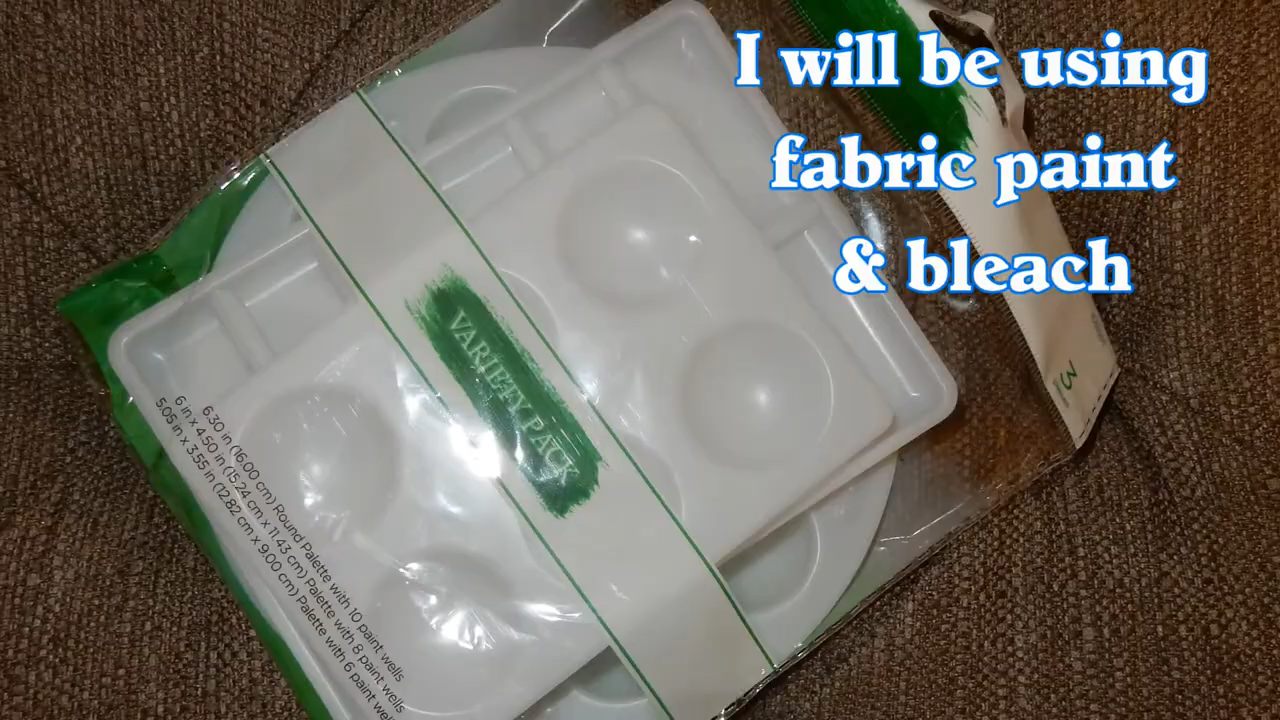 I will be using
fabric paint
& bleach
VARIETY PACK
6.30 in (16.00 cm) Round Palette with 10 paint wells
6 in x 4.50 in (15.24 cm x 11.43 cm) Palette with 8 paint wells
5.05 in x 3.55 in (12.82 cm x 9.00 cm) Palette with 6 paint
3